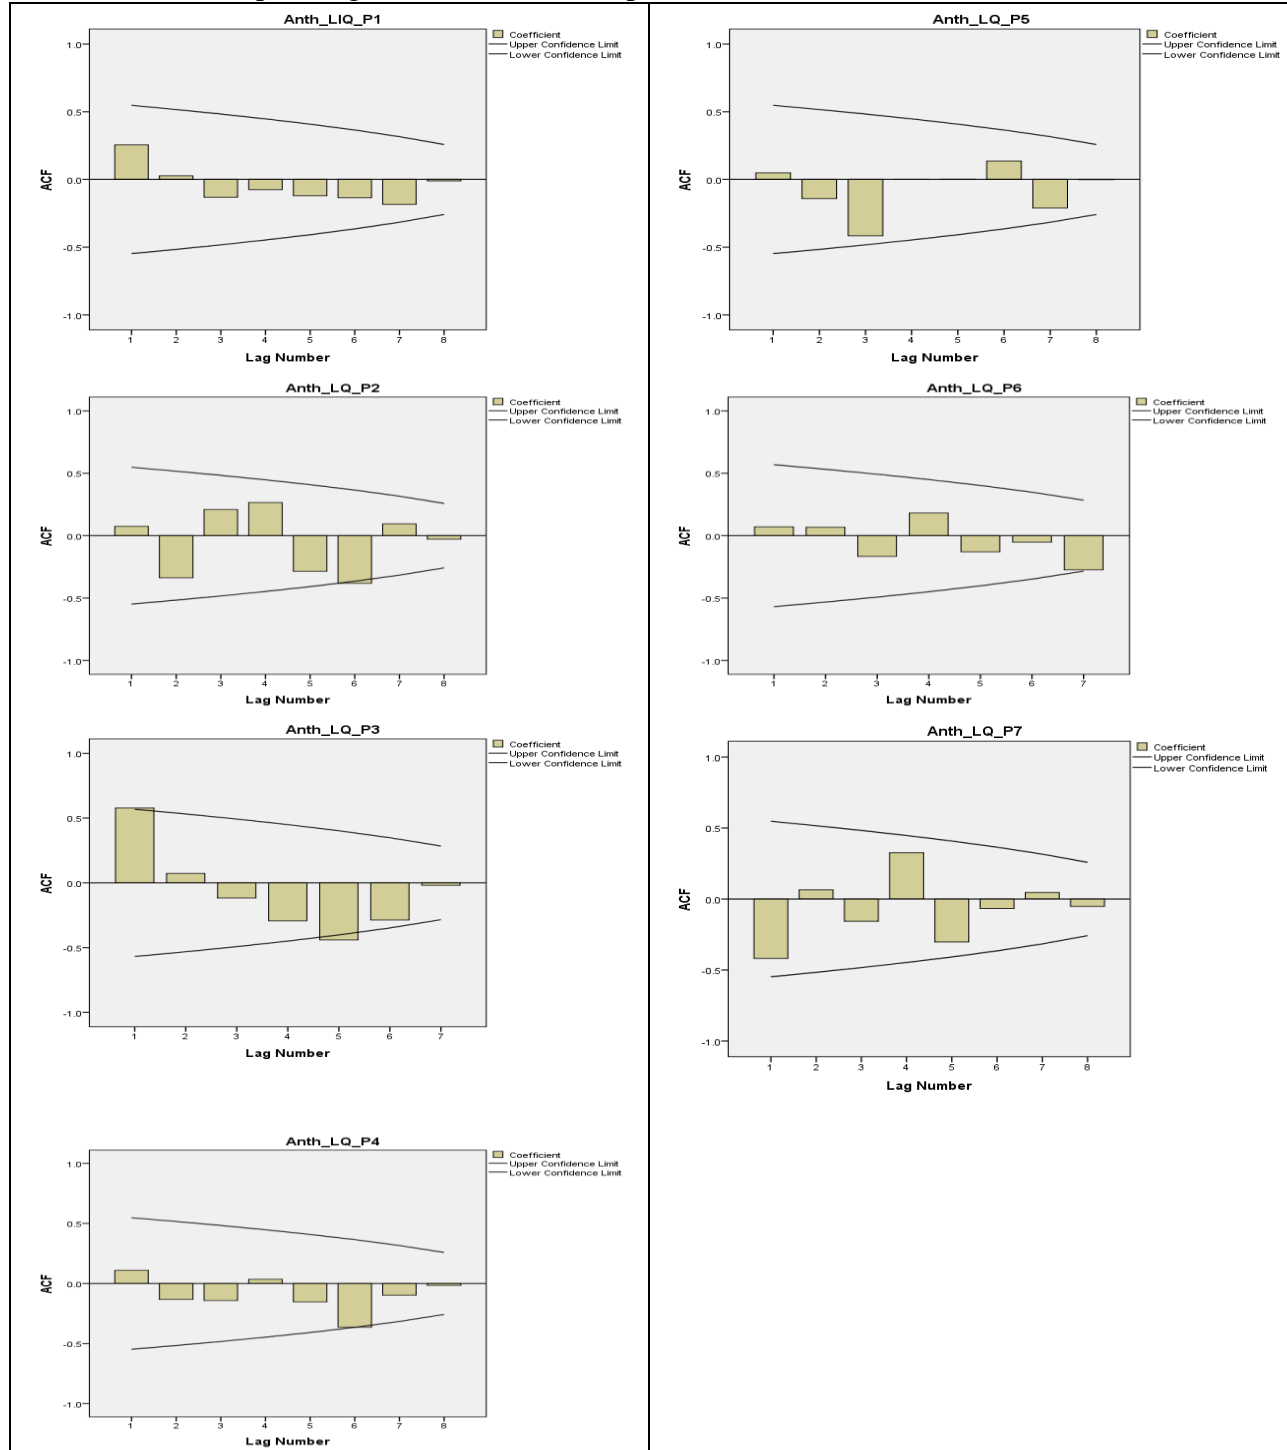 Anth_LIQ_P1
Coefficient
Upper Confidence Limit
Lower Confidence Limit
1.0
0.5
0.0
-0.5
-1.0
ACF
1 2 3 4 5 6 7 8
Lag Number
Anth_LQ_P2
Coefficient
Upper Confidence Limit
Lower Confidence Limit
1.0
0.5
0.0
-0.5
-1.0
ACF
1 2 3 4 5 6 7 8
Lag Number
Anth_LQ_P3
Coefficient
Upper Confidence Limit
Lower Confidence Limit
1.0
0.5
0.0
-0.5
-1.0
ACF
1 2 3 4 5 6 7
Lag Number
Anth_LQ_P4
Coefficient
Upper Confidence Limit
Lower Confidence Limit
1.0
0.5
0.0
-0.5
-1.0
ACF
1 2 3 4 5 6 7 8
Lag Number
Anth_LQ_P5
Coefficient
Upper Confidence Limit
Lower Confidence Limit
1.0
0.5
0.0
-0.5
-1.0
ACF
1 2 3 4 5 6 7 8
Lag Number
Anth_LQ_P6
Coefficient
Upper Confidence Limit
Lower Confidence Limit
1.0
0.5
0.0
-0.5
-1.0
ACF
1 2 3 4 5 6 7
Lag Number
Anth_LQ_P7
Coefficient
Upper Confidence Limit
Lower Confidence Limit
1.0
0.5
0.0
-0.5
-1.0
ACF
1 2 3 4 5 6 7 8
Lag Number